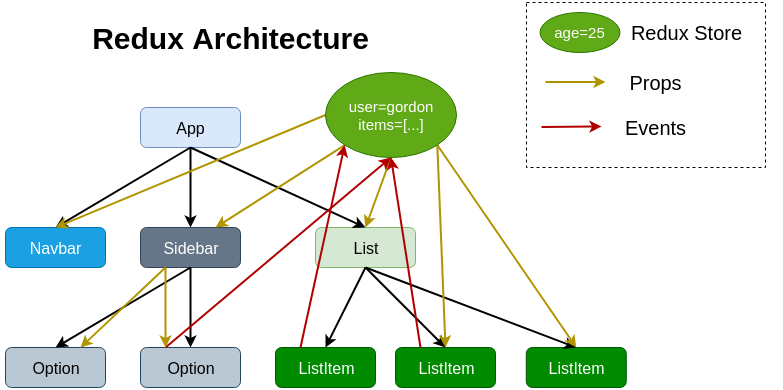 Redux Architecture
age=25
Redux Store
Props
Events
user=gordon
items=[...]
App
Navbar
Sidebar
List
Option
Option
ListItem
ListItem
ListItem